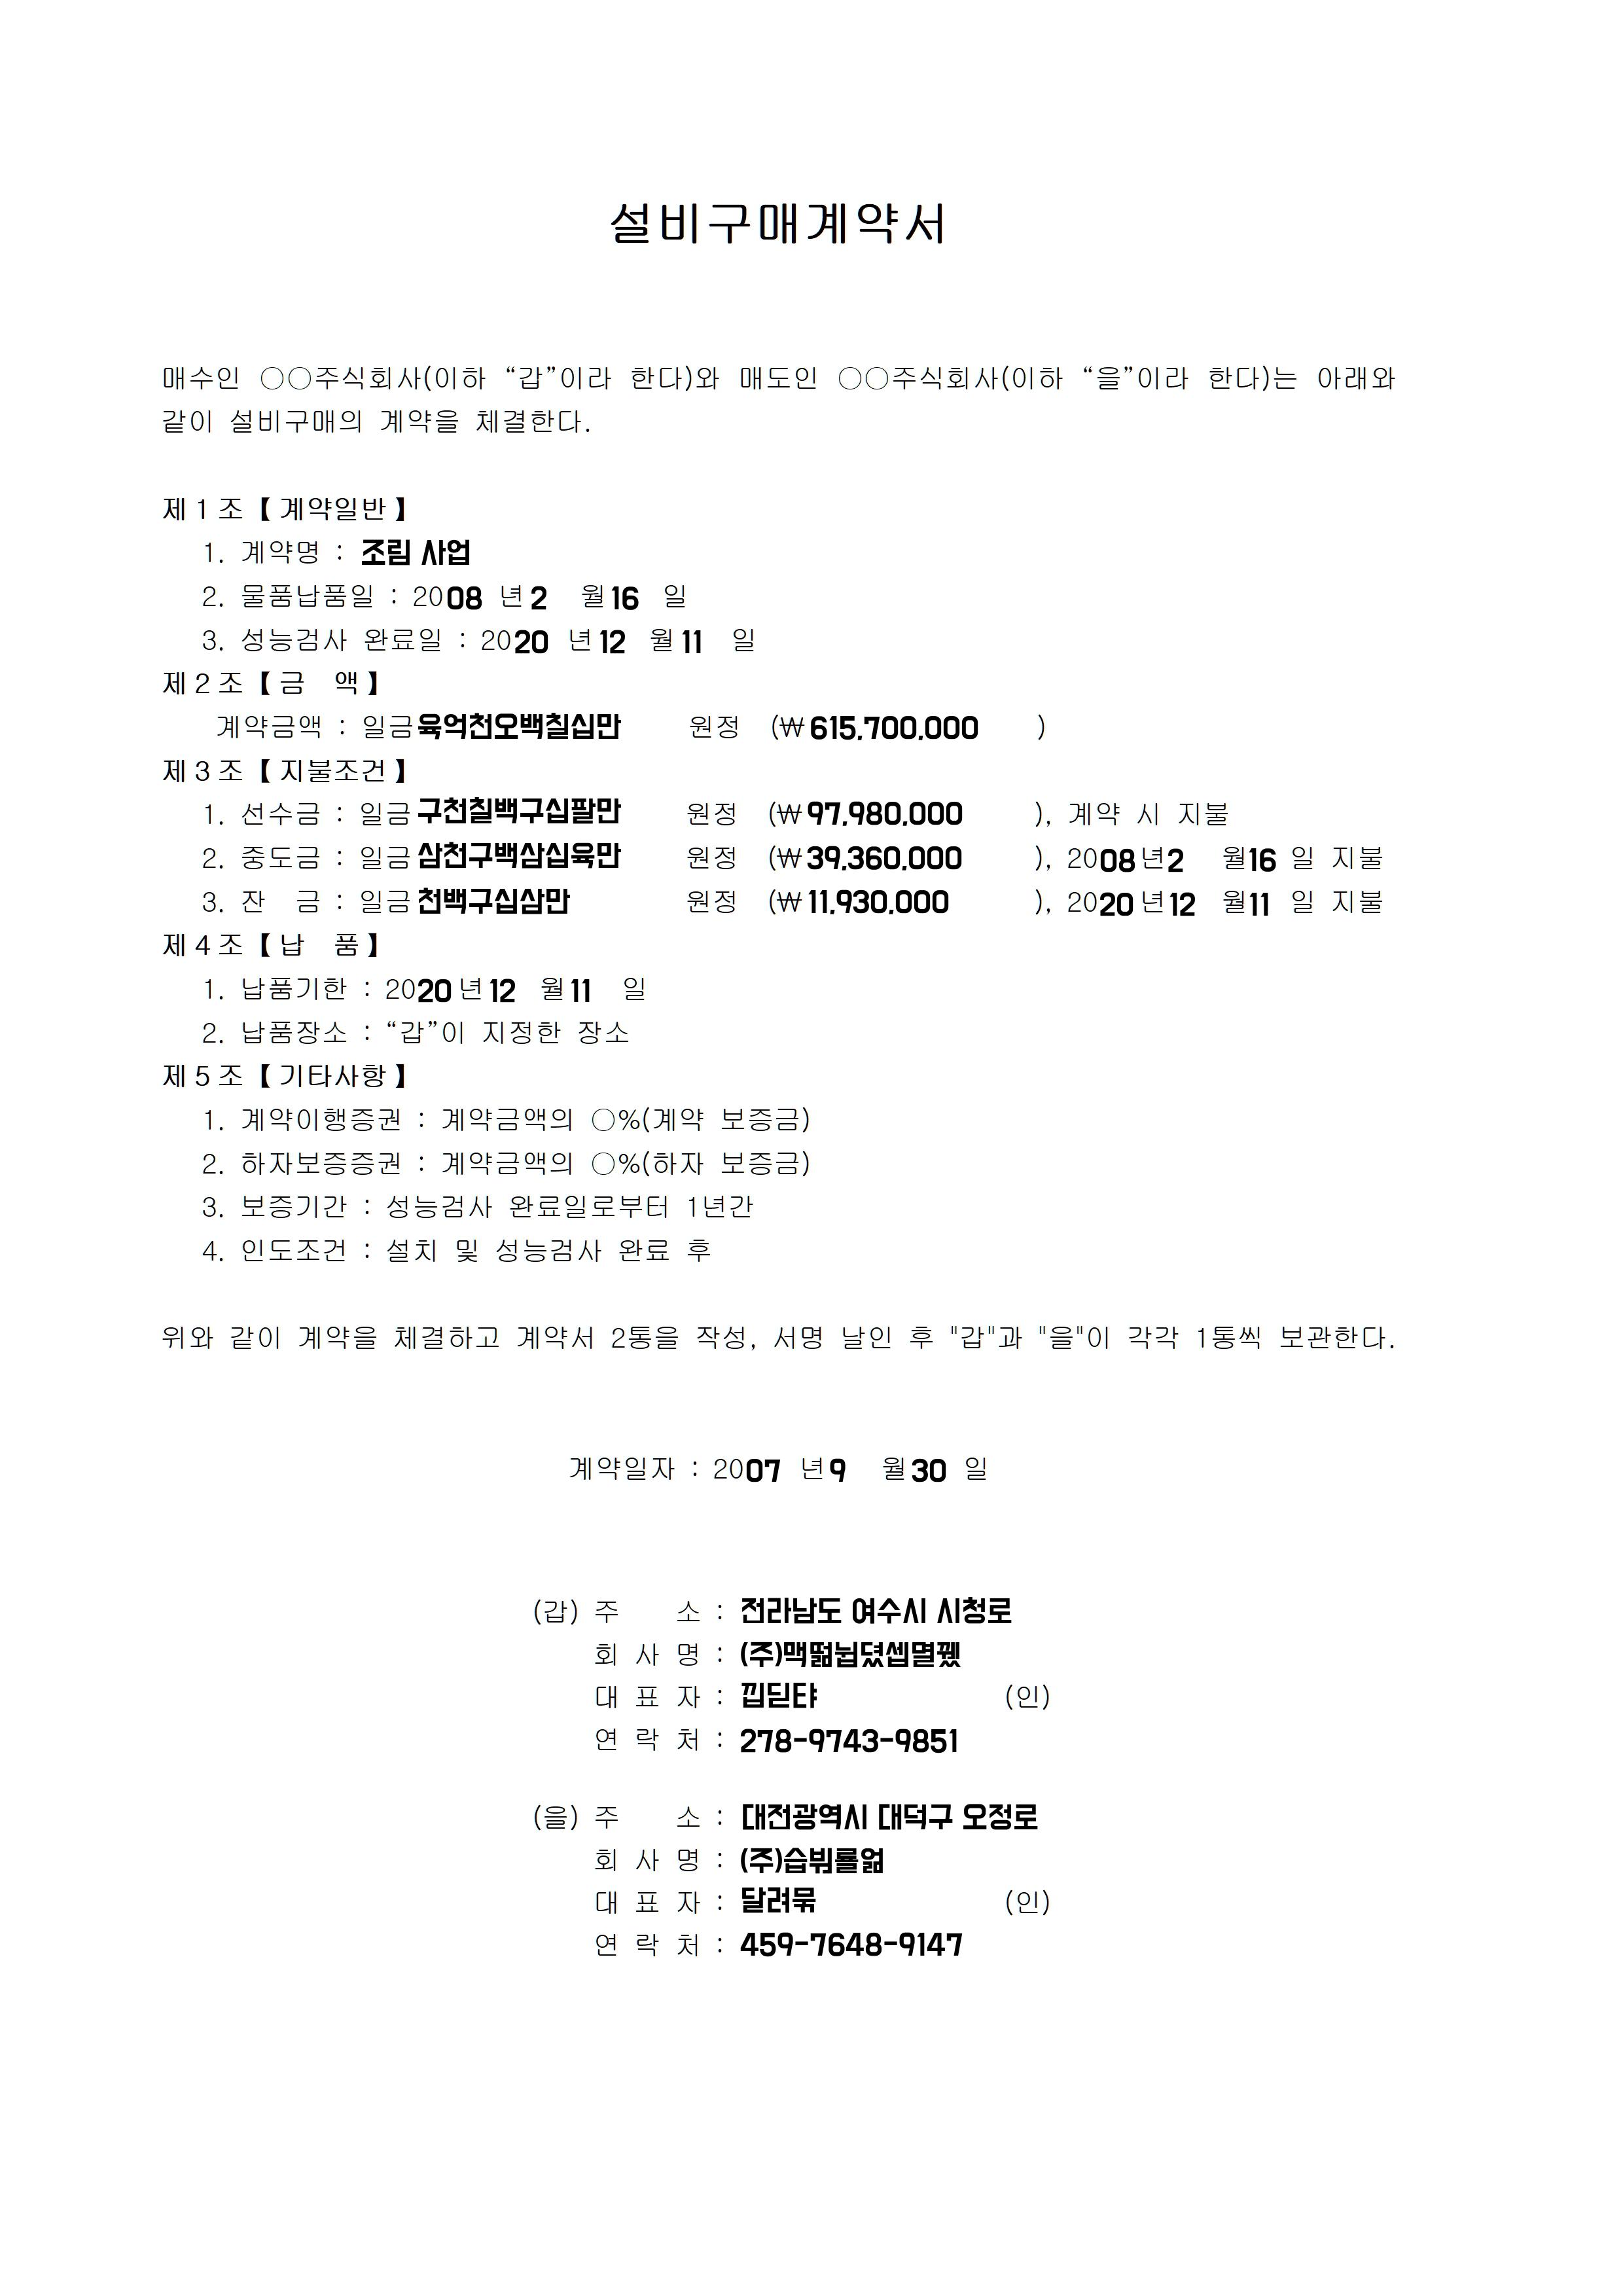 설비구매계약서
매수인 ○○주식회사(이하 “갑”이라 한다)와 매도인 ○○주식회사(이하 “을”이라 한다)는 아래와
같이 설비구매의 계약을 체결한다.
제 1 조 【 계약일반 】
1. 계약명 : 조림 사업
2. 물품납품일 : 2008 년 2 월 16 일
3. 성능검사 완료일 : 2020 년 12 월 11 일
제 2 조 【 금 액 】
계약금액 : 일금 육억천오백칠십만 원정 (₩ 615,700,000 )
제 3 조 【 지불조건 】
1. 선수금 : 일금 구천칠백구십팔만 원정 (₩ 97,980,000 ), 계약 시 지불
2. 중도금 : 일금 삼천구백삼십육만 원정 (₩ 39,360,000 ), 2008 년 2 월 16 일 지불
3. 잔 금 : 일금 천백구십삼만 원정 (₩ 11,930,000 ), 2020 년 12 월 11 일 지불
제 4 조 【 납 품 】
1. 납품기한 : 2020 년 12 월 11 일
2. 납품장소 : “갑”이 지정한 장소
제 5 조 【 기타사항 】
1. 계약이행증권 : 계약금액의 ○%(계약 보증금)
2. 하자보증증권 : 계약금액의 ○%(하자 보증금)
3. 보증기간 : 성능검사 완료일로부터 1년간
4. 인도조건 : 설치 및 성능검사 완료 후
위와 같이 계약을 체결하고 계약서 2통을 작성, 서명 날인 후 "갑"과 "을"이 각각 1통씩 보관한다.
계약일자 : 2007 년 9 월 30 일
(갑) 주 소 : 전라남도 여수시 시청로
회 사 명 :
대 표 자 : (인)
연 락 처 : 278-9743-9851
(을) 주 소 : 대전광역시 대덕구 오정로
회 사 명 :
대 표 자 : 달려묶 (인)
연 락 처 : 459-7648-9147